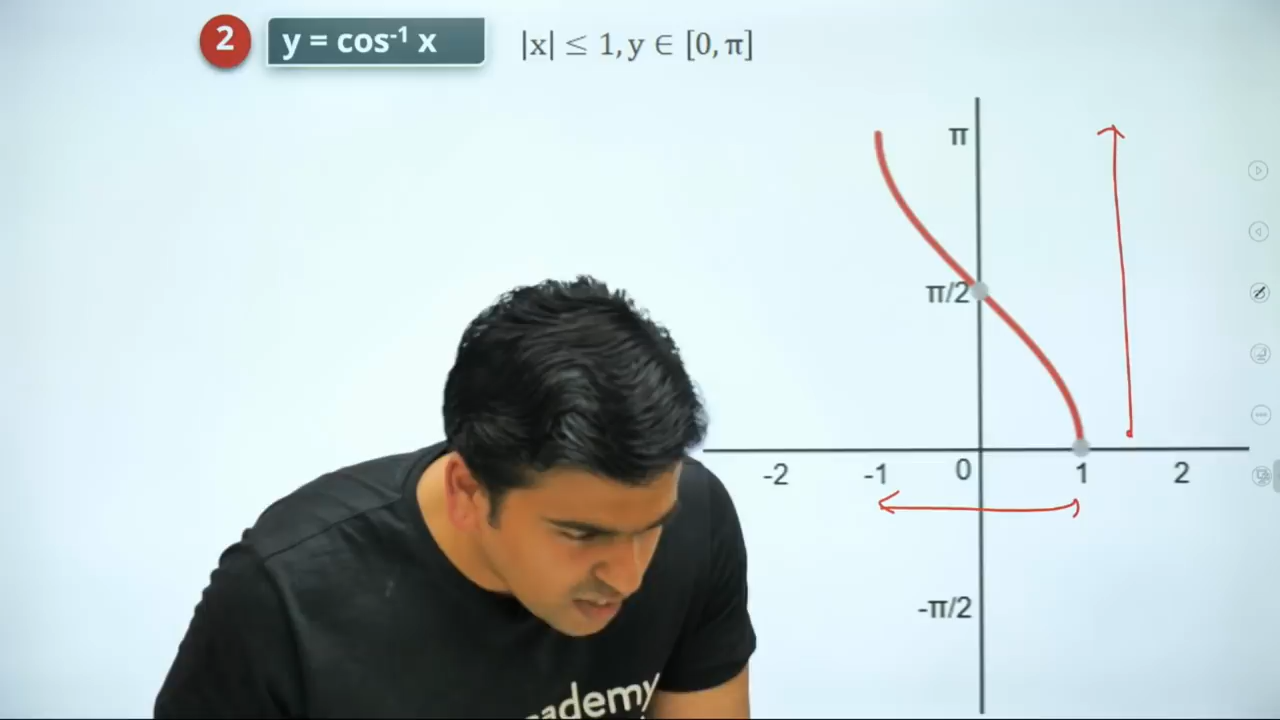 2 y = cos⁻¹ x |x| ≤ 1, y ∈ [0, π]
π
π/2
-2 -1 0 1 2
-π/2
ademy